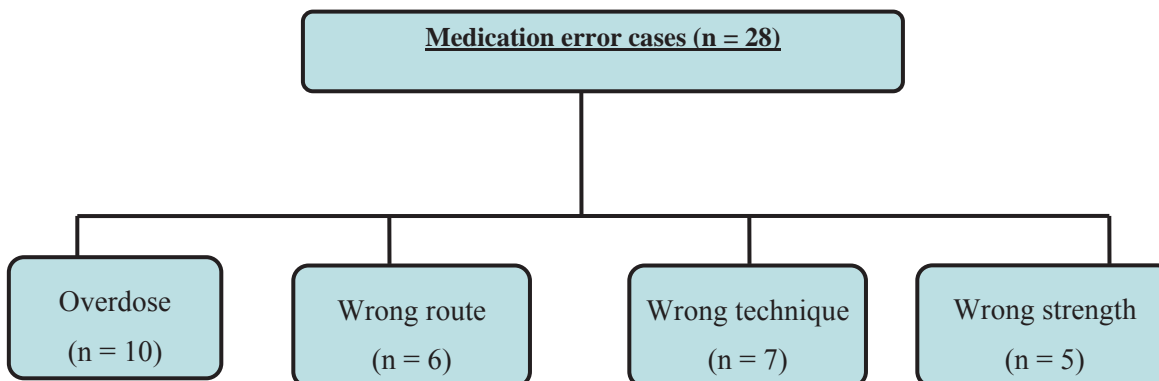 Medication error cases (n = 28)
Overdose
(n = 10)
Wrong route
(n = 6)
Wrong technique
(n = 7)
Wrong strength
(n = 5)